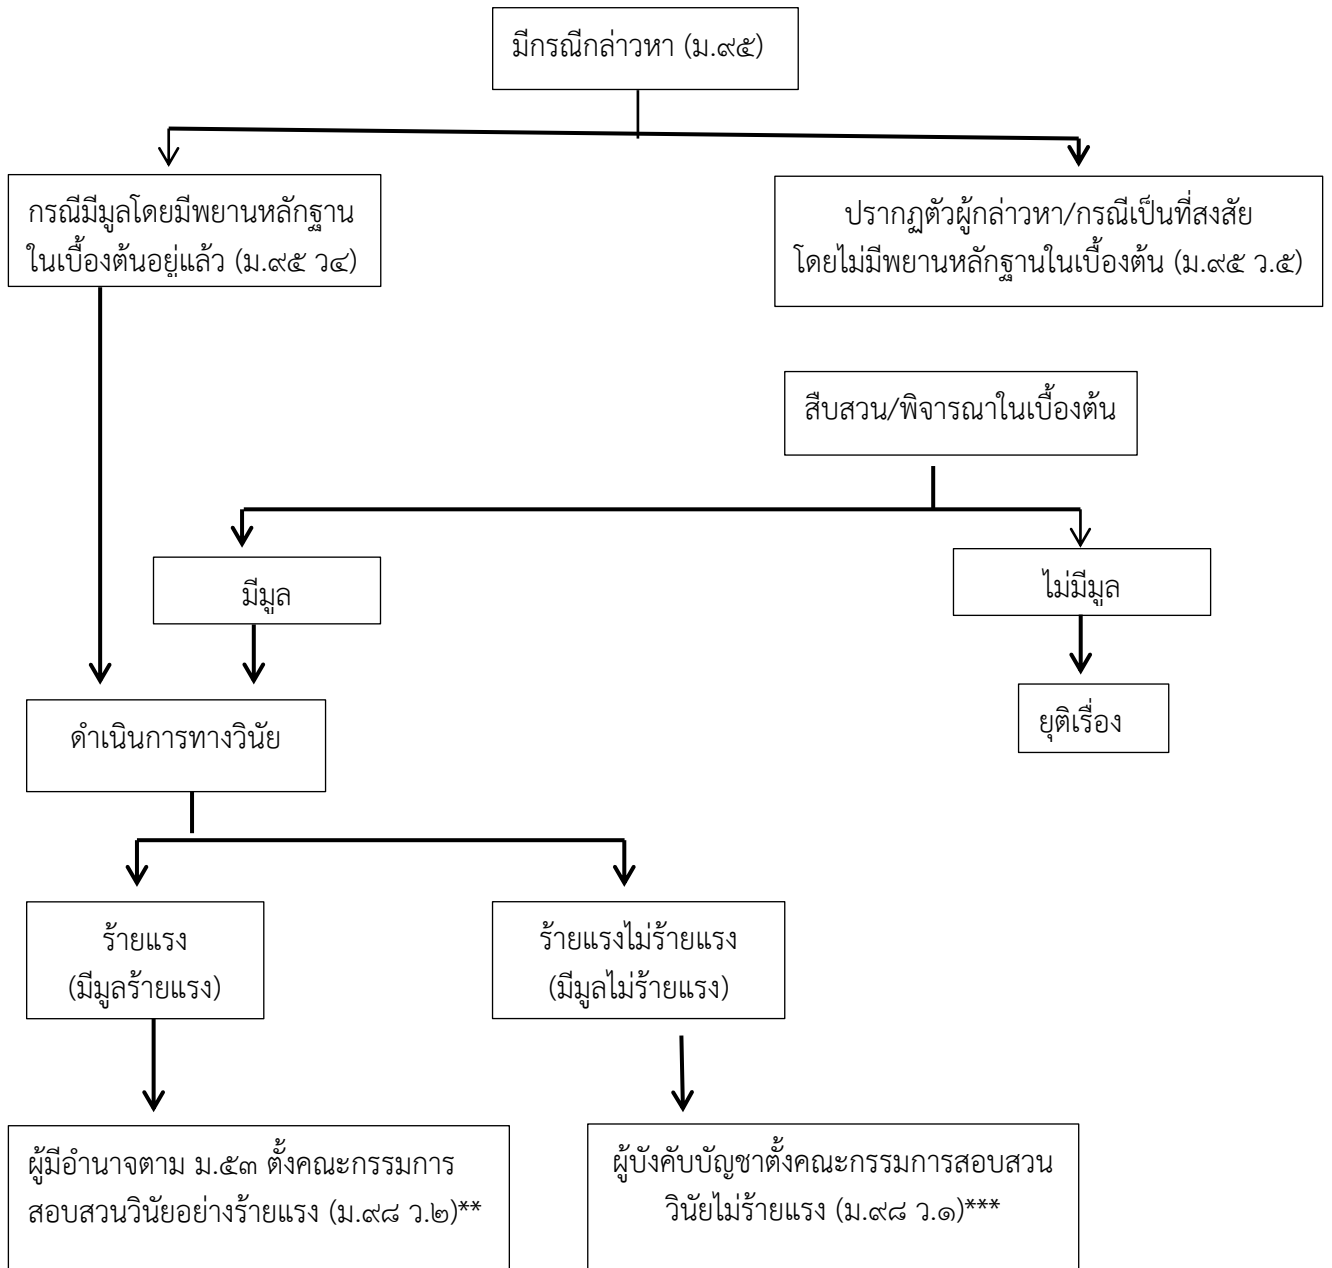 มีกรณีกล่าวหา (ม.๙๕)
กรณีมีมูลโดยมีพยานหลักฐาน
ในเบื้องต้นอยู่แล้ว (ม.๙๕ ว๔)
ปรากฏตัวผู้กล่าวหา/กรณีเป็นที่สงสัย
โดยไม่มีพยานหลักฐานในเบื้องต้น (ม.๙๕ ว.๕)
สืบสวน/พิจารณาในเบื้องต้น
มีมูล
ไม่มีมูล
ดำเนินการทางวินัย
ยุติเรื่อง
ร้ายแรง
(มีมูลร้ายแรง)
ร้ายแรงไม่ร้ายแรง
(มีมูลไม่ร้ายแรง)
ผู้มีอำนาจตาม ม.๕๓ ตั้งคณะกรรมการ
สอบสวนวินัยอย่างร้ายแรง (ม.๙๘ ว.๒)**
ผู้บังคับบัญชาตั้งคณะกรรมการสอบสวน
วินัยไม่ร้ายแรง (ม.๙๘ ว.๑)***